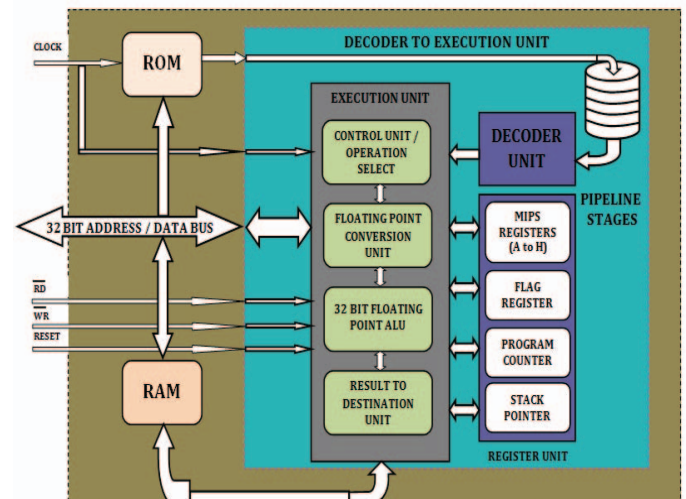 CLOCK
ROM
DECODER TO EXECUTION UNIT
EXECUTION UNIT
CONTROL UNIT /
OPERATION
SELECT
DECODER
UNIT
PIPELINE
STAGES
32 BIT ADDRESS / DATA BUS
FLOATING POINT
CONVERSION
UNIT
MIPS
REGISTERS
(A to H)
RD
WR
RESET
32 BIT FLOATING
POINT ALU
FLAG
REGISTER
PROGRAM
COUNTER
RAM
RESULT TO
DESTINATION
UNIT
STACK
POINTER
REGISTER UNIT